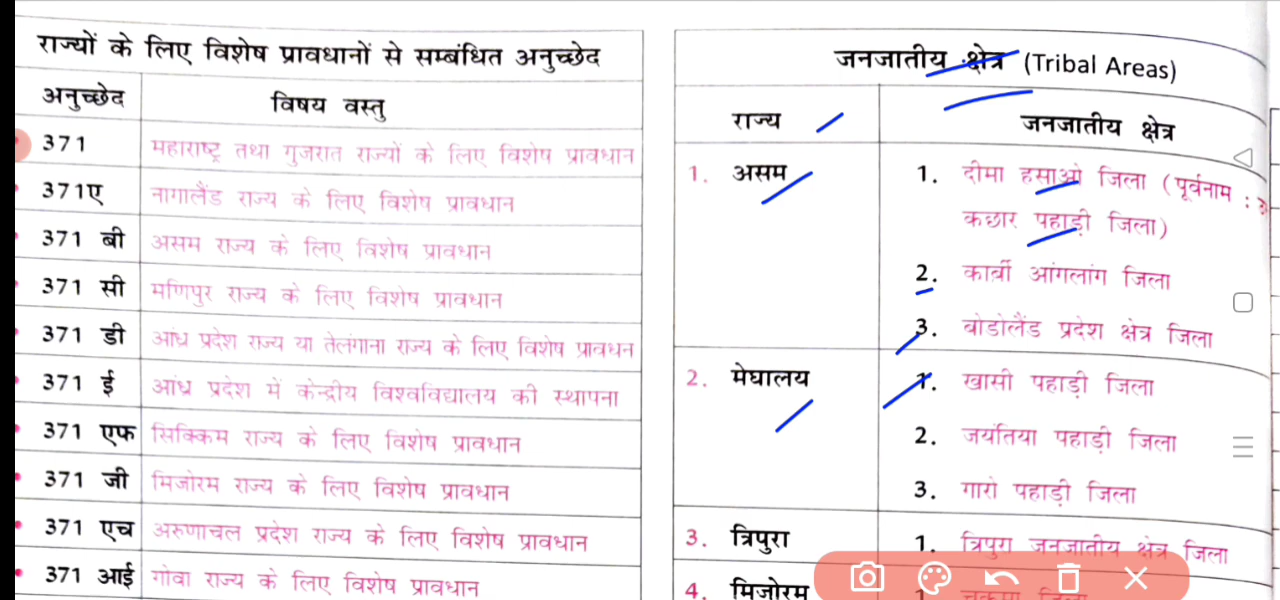 राज्यों के लिए विशेष प्रावधानों से सम्बंधित अनुच्छेद
अनुच्छेद विषय वस्तु
371 महाराष्ट्र तथा गुजरात राज्यों के लिए विशेष प्रावधान
371ए नागालैंड राज्य के लिए विशेष प्रावधान
371 बी असम राज्य के लिए विशेष प्रावधान
371 सी मणिपुर राज्य के लिए विशेष प्रावधान
371 डी आंध्र प्रदेश राज्य या तेलंगाना राज्य के लिए विशेष प्रावधन
371 ई आंध्र प्रदेश में केन्द्रीय विश्वविद्यालय की स्थापना
371 एफ सिक्किम राज्य के लिए विशेष प्रावधान
371 जी मिजोरम राज्य के लिए विशेष प्रावधान
371 एच अरुणाचल प्रदेश राज्य के लिए विशेष प्रावधान
371 आई गोवा राज्य के लिए विशेष प्रावधान
जनजातीय क्षेत्र (Tribal Areas)
राज्य जनजातीय क्षेत्र
1. असम 1. दीमा हसाओ जिला (पूर्वनाम :
कछार पहाड़ी जिला)
2. कार्बी आंगलांग जिला
3. बोडोलैंड प्रदेश क्षेत्र जिला
2. मेघालय 1. खासी पहाड़ी जिला
2. जयंतिया पहाड़ी जिला
3. गारो पहाड़ी जिला
3. त्रिपुरा 1. त्रिपुरा जनजातीय क्षेत्र जिला
4. मिजोरम 1